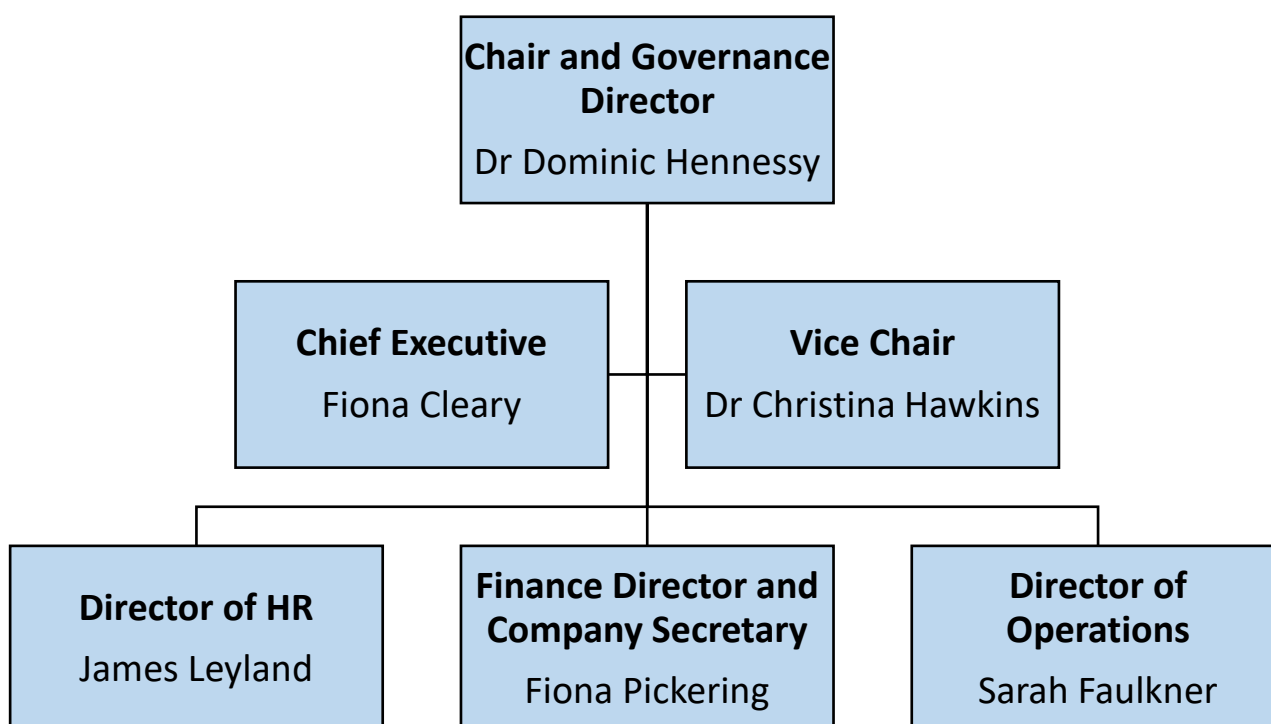 Chair and Governance
Director
Dr Dominic Hennessy
Chief Executive
Fiona Cleary
Vice Chair
Dr Christina Hawkins
Director of HR
James Leyland
Finance Director and
Company Secretary
Fiona Pickering
Director of
Operations
Sarah Faulkner